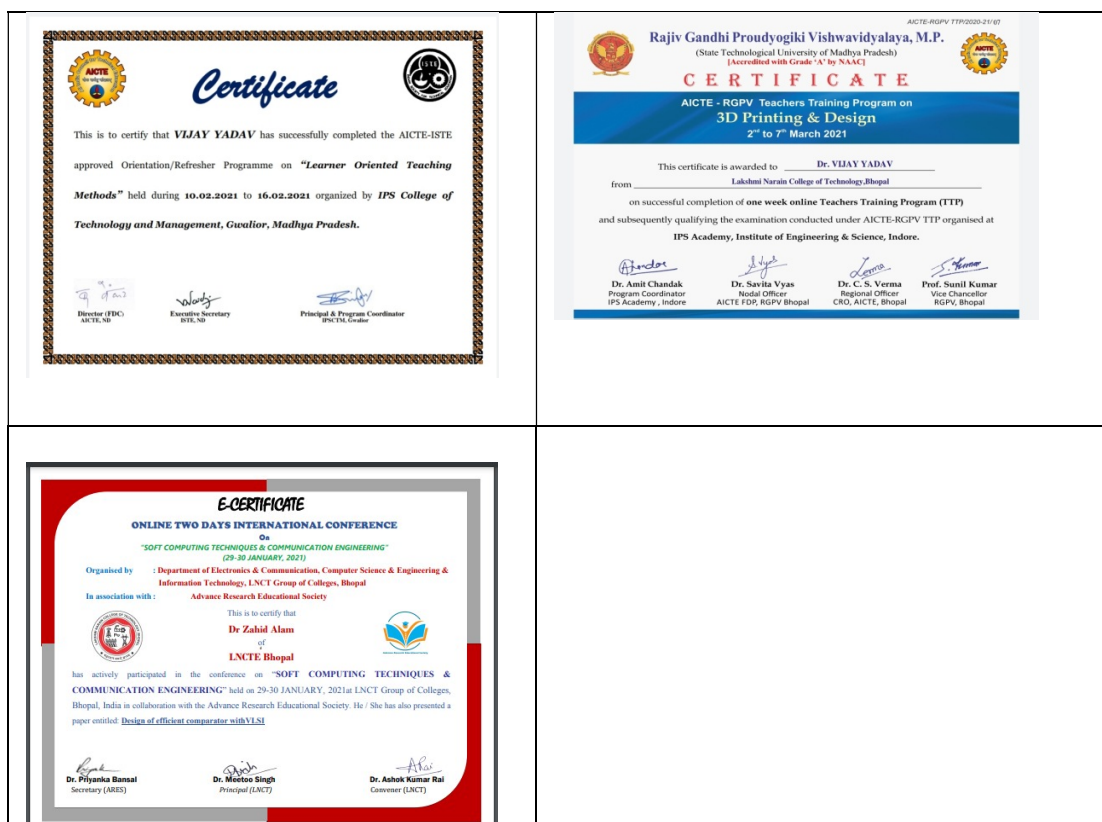 AICTE
ISTE
Certificate
This is to certify that VIJAY YADAV has successfully completed the AICTE-ISTE
approved Orientation/Refresher Programme on "Learner Oriented Teaching
Methods" held during 10.02.2021 to 16.02.2021 organized by IPS College of
Technology and Management, Gwalior, Madhya Pradesh.
Director (FDC)
AICTE, ND
Executive Secretary
ISTE, ND
Principal & Program Coordinator
IPSCTM, Gwalior
Rajiv Gandhi Proudyogiki Vishwavidyalaya, M.P.
(State Technological University of Madhya Pradesh)
[Accredited with Grade 'A' by NAAC]
AICTE
CERTIFICATE
AICTE - RGPV Teachers Training Program on
3D Printing & Design
2nd to 7th March 2021
This certificate is awarded to Dr. VIJAY YADAV
from Lakshmi Narain College of Technology,Bhopal
on successful completion of one week online Teachers Training Program (TTP)
and subsequently qualifying the examination conducted under AICTE-RGPV TTP organised at
IPS Academy, Institute of Engineering & Science, Indore.
Dr. Amit Chandak
Program Coordinator
IPS Academy , Indore
Dr. Savita Vyas
Nodal Officer
AICTE FDP, RGPV Bhopal
Dr. C. S. Verma
Regional Officer
CRO, AICTE, Bhopal
Prof. Sunil Kumar
Vice Chancellor
RGPV, Bhopal
E-CERTIFICATE
ONLINE TWO DAYS INTERNATIONAL CONFERENCE
On
"SOFT COMPUTING TECHNIQUES & COMMUNICATION ENGINEERING"
(29-30 JANUARY, 2021)
Organised by : Department of Electronics & Communication, Computer Science & Engineering &
Information Technology, LNCT Group of Colleges, Bhopal
In association with : Advance Research Educational Society
This is to certify that
Dr Zahid Alam
of
LNCTE Bhopal
has actively participated in the conference on "SOFT COMPUTING TECHNIQUES &
COMMUNICATION ENGINEERING" held on 29-30 JANUARY, 2021at LNCT Group of Colleges,
Bhopal, India in collaboration with the Advance Research Educational Society. He / She has also presented a
paper entitled: Design of efficient comparator withVLSI
Dr. Priyanka Bansal
Secretary (ARES)
Dr. Meetoo Singh
Principal (LNCT)
Dr. Ashok Kumar Rai
Convener (LNCT)